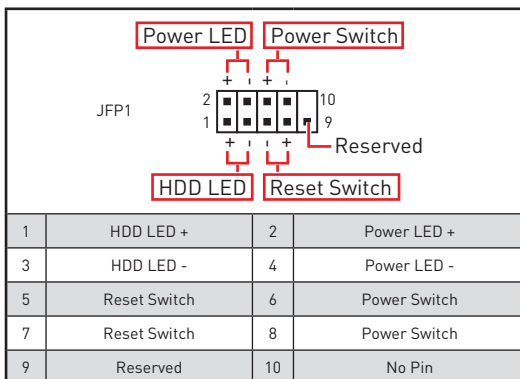 Power LED Power Switch
+ - + -
2 10
JFP1
1 9
+ - - +
Reserved
HDD LED Reset Switch
1 HDD LED + 2 Power LED +
3 HDD LED - 4 Power LED -
5 Reset Switch 6 Power Switch
7 Reset Switch 8 Power Switch
9 Reserved 10 No Pin